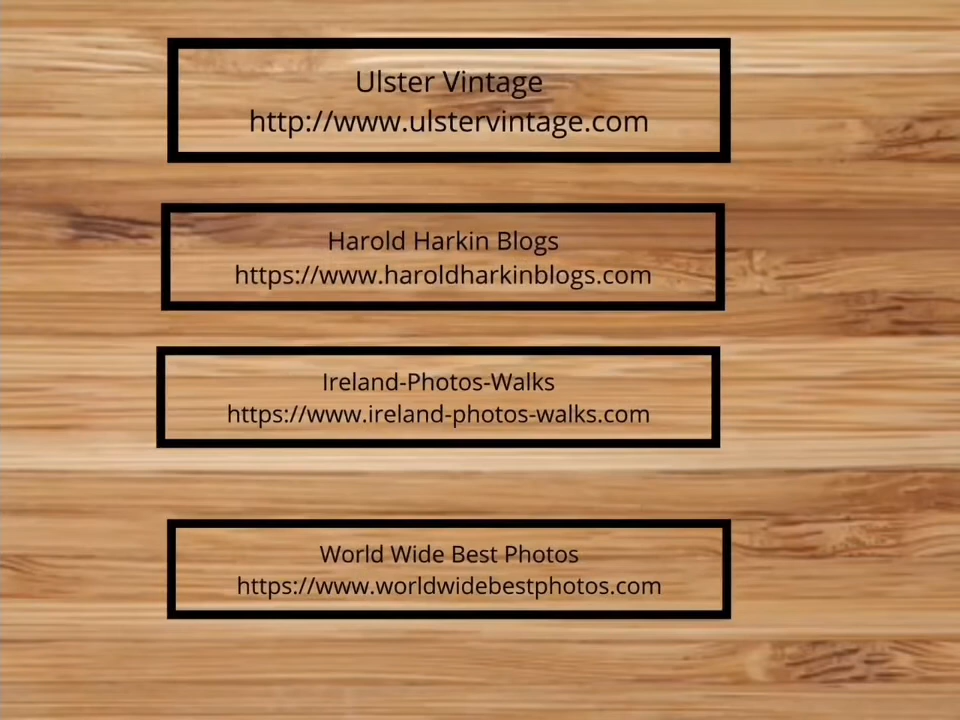 Ulster Vintage
http://www.ulstervintage.com
Harold Harkin Blogs
https://www.haroldharkinblogs.com
Ireland-Photos-Walks
https://www.ireland-photos-walks.com
World Wide Best Photos
https://www.worldwidebestphotos.com